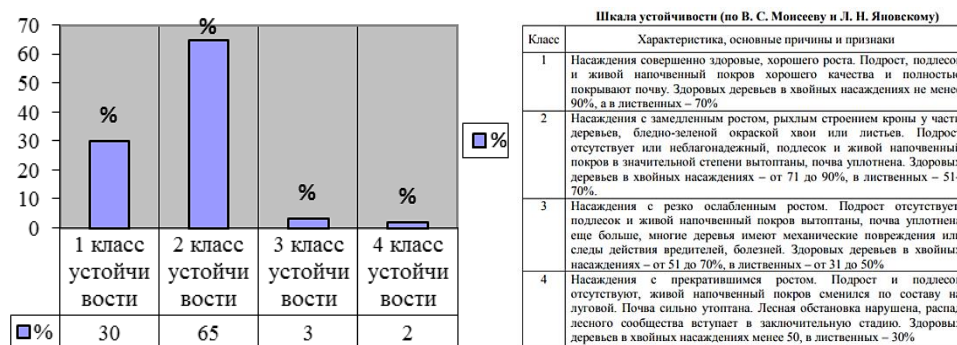 70
60
50
40
30
20
10
0
%
%
%
%
%
1 класс устойчи вости
2 класс устойчи вости
3 класс устойчи вости
4 класс устойчи вости
% 30 65 3 2
Шкала устойчивости (по В. С. Моисееву и Л. Н. Яновскому)
Класс Характеристика, основные причины и признаки
1 Насаждения совершенно здоровые, хорошего роста. Подрост, подлесок
и живой напочвенный покров хорошего качества и полностью
покрывают почву. Здоровых деревьев в хвойных насаждениях не менее
90%, а в лиственных – 70%
2 Насаждения с замедленным ростом, рыхлым строением кроны у части
деревьев, бледно-зеленой окраской хвои или листьев. Подрост
отсутствует или неблагонадежный, подлесок и живой напочвенный
покров в значительной степени вытоптаны, почва уплотнена. Здоровых
деревьев в хвойных насаждениях – от 71 до 90%, в лиственных – 51-
70%.
3 Насаждения с резко ослабленным ростом. Подрост отсутствует,
подлесок и живой напочвенный покров вытоптаны, почва уплотнена
еще больше, многие деревья имеют механические повреждения или
следы действия вредителей, болезней. Здоровых деревьев в хвойных
насаждениях – от 51 до 70%, в лиственных – от 31 до 50%
4 Насаждения с прекратившимся ростом. Подрост и подлесок
отсутствуют, живой напочвенный покров сменился по составу на
луговой. Почва сильно утоптана. Лесная обстановка нарушена, распад
лесного сообщества вступает в заключительную стадию. Здоровых
деревьев в хвойных насаждениях менее 50, в лиственных – 30%